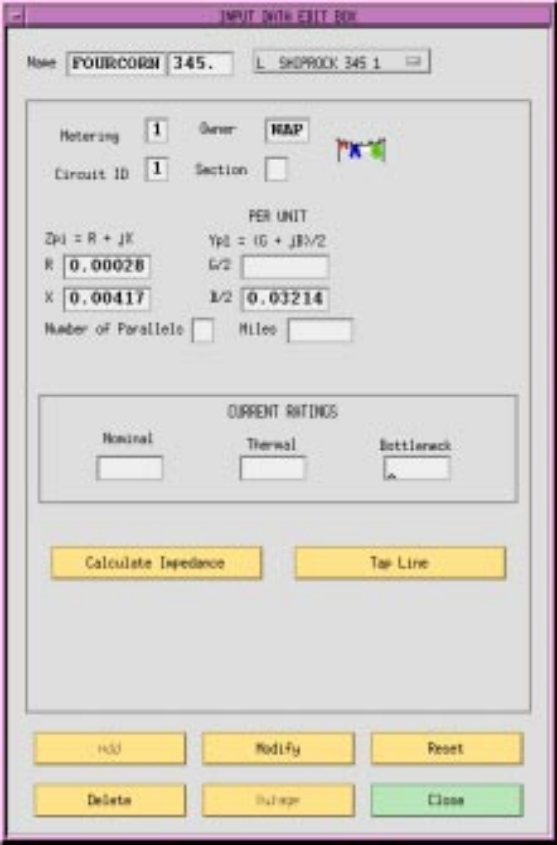 INPUT DATA EDIT BOX
Name FOURCORN 345. L SHIPROCK 345 1
Metering 1 Owner NAP
Circuit ID 1 Section
PER UNIT
Zpi = R + jX Ypi = (G + jB)/2
R 0.00028 G/2
X 0.00417 B/2 0.03214
Number of Parallels Miles
CURRENT RATINGS
Nominal Thermal Bottleneck
Calculate Impedance Tap Line
Add Modify Reset
Delete Outage Close